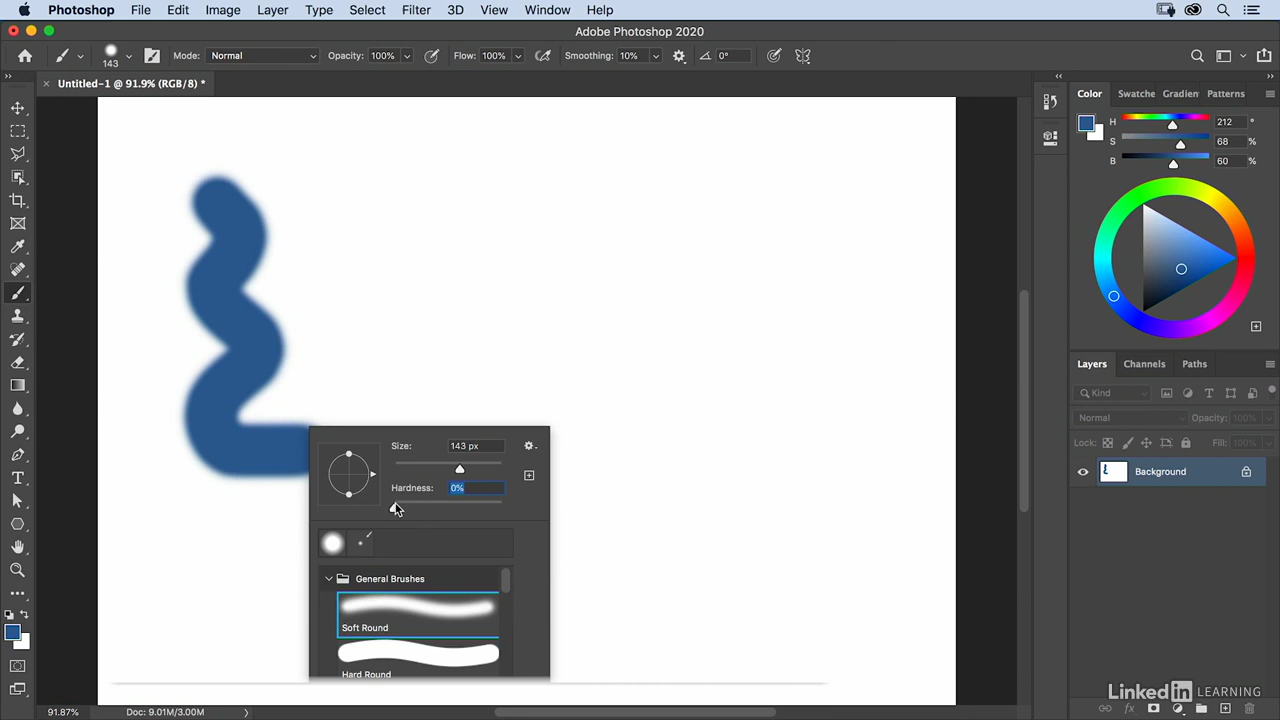 Photoshop File Edit Image Layer Type Select Filter 3D View Window Help
Adobe Photoshop 2020
143 Mode: Normal Opacity: 100% Flow: 100% Smoothing: 10% 0°
Untitled-1 @ 91.9% (RGB/8) *
Color Swatche Gradien Patterns
H 212 °
S 68 %
B 60 %
Layers Channels Paths
Kind
Normal Opacity: 100%
Lock: Fill: 100%
Background
Size: 143 px
Hardness: 0%
General Brushes
Soft Round
Hard Round
91.87% Doc: 9.01M/3.00M
Linked in LEARNING